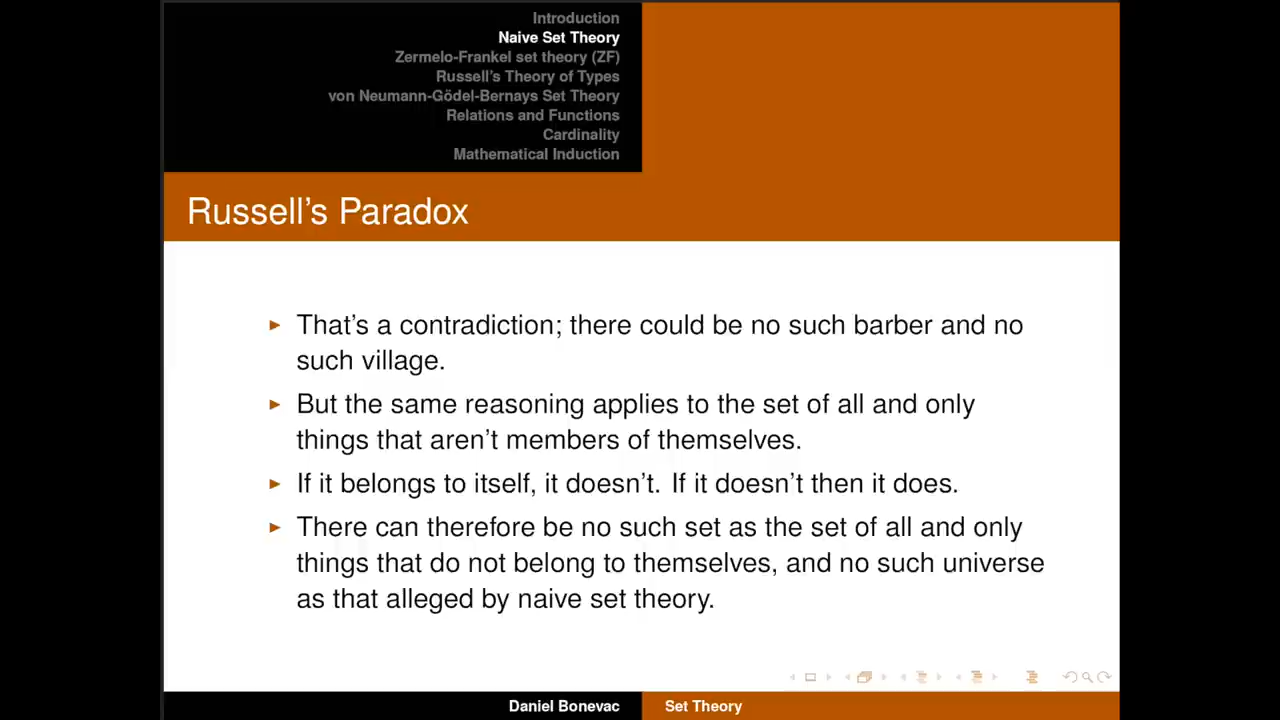 Introduction
Naive Set Theory
Zermelo-Frankel set theory (ZF)
Russell's Theory of Types
von Neumann-Gödel-Bernays Set Theory
Relations and Functions
Cardinality
Mathematical Induction
Russell's Paradox
That's a contradiction; there could be no such barber and no
such village.
But the same reasoning applies to the set of all and only
things that aren't members of themselves.
If it belongs to itself, it doesn't. If it doesn't then it does.
There can therefore be no such set as the set of all and only
things that do not belong to themselves, and no such universe
as that alleged by naive set theory.
Daniel Bonevac
Set Theory